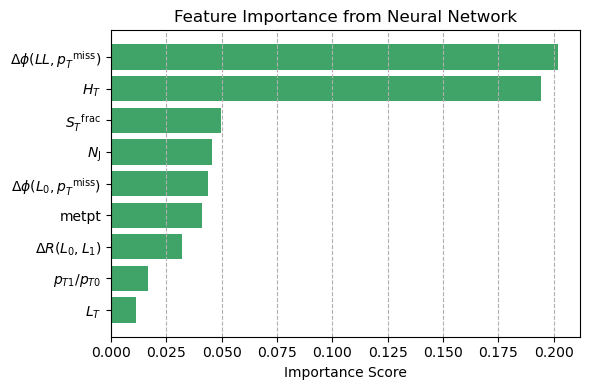 Feature Importance from Neural Network
Δϕ(LL, p_T^miss)
H_T
S_T^frac
N_J
Δϕ(L_0, p_T^miss)
metpt
ΔR(L_0, L_1)
p_T1/p_T0
L_T
0.000 0.025 0.050 0.075 0.100 0.125 0.150 0.175 0.200
Importance Score